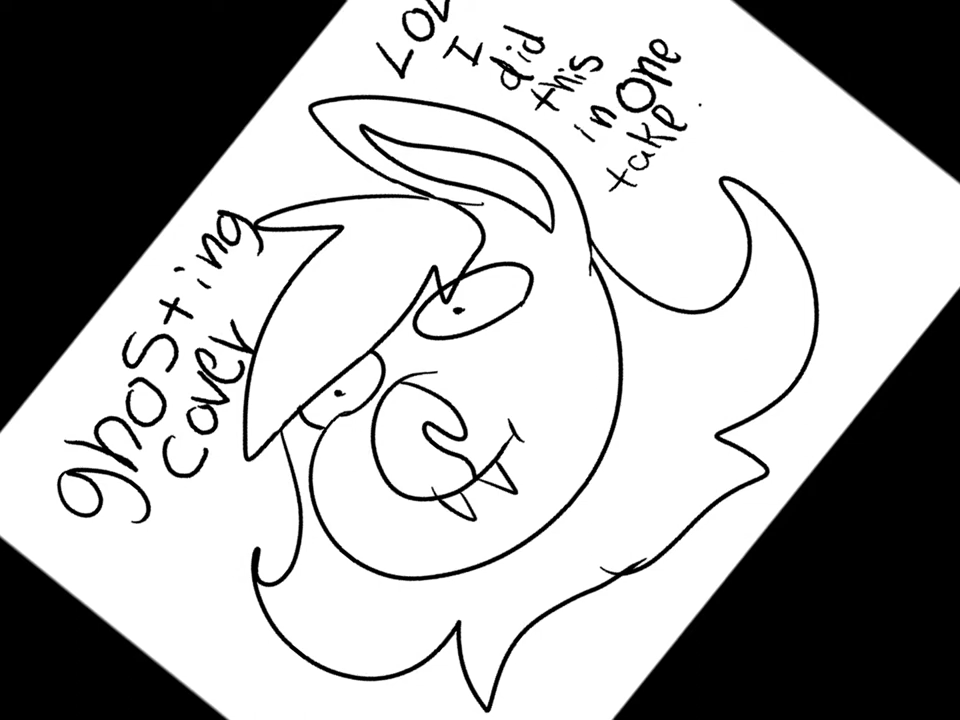 ghosting
cover
LOL
I
did
this
in one
take.